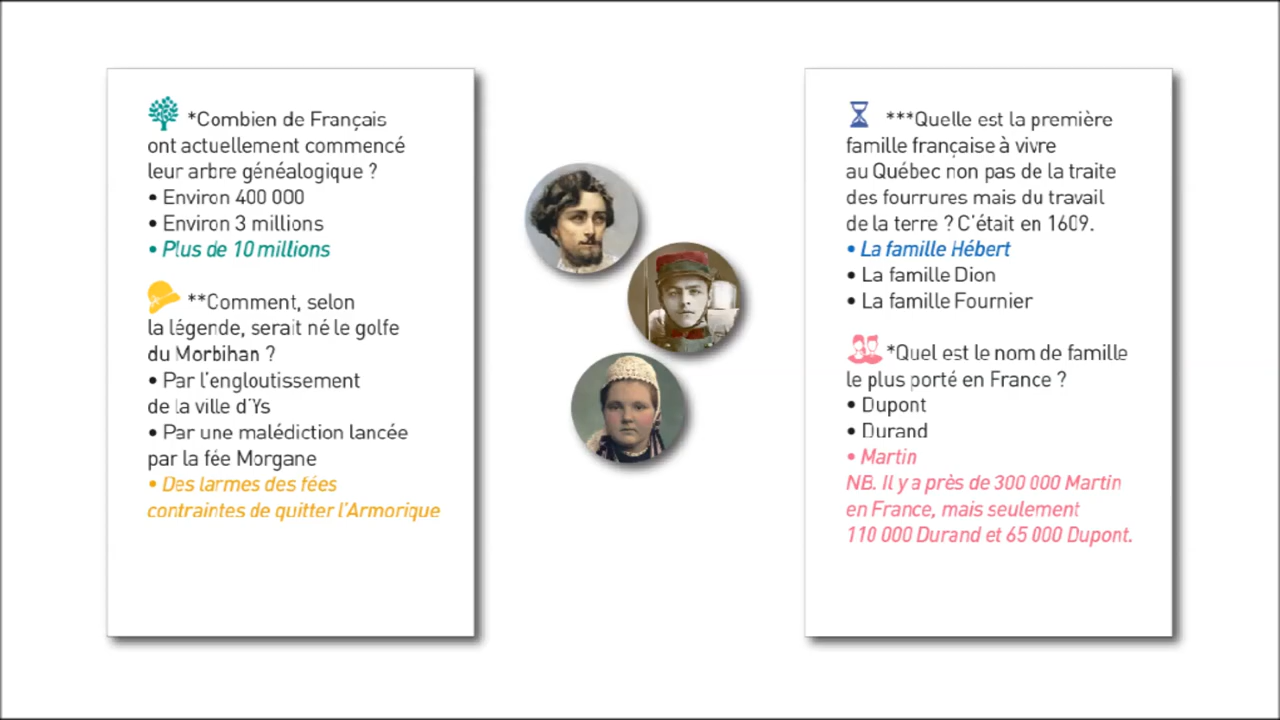 *Combien de Français
ont actuellement commencé
leur arbre généalogique ?
• Environ 400 000
• Environ 3 millions
• Plus de 10 millions
**Comment, selon
la légende, serait né le golfe
du Morbihan ?
• Par l'engloutissement
de la ville d'Ys
• Par une malédiction lancée
par la fée Morgane
• Des larmes des fées
contraintes de quitter l'Armorique
***Quelle est la première
famille française à vivre
au Québec non pas de la traite
des fourrures mais du travail
de la terre ? C'était en 1609.
• La famille Hébert
• La famille Dion
• La famille Fournier
*Quel est le nom de famille
le plus porté en France ?
• Dupont
• Durand
• Martin
NB. Il y a près de 300 000 Martin
en France, mais seulement
110 000 Durand et 65 000 Dupont.